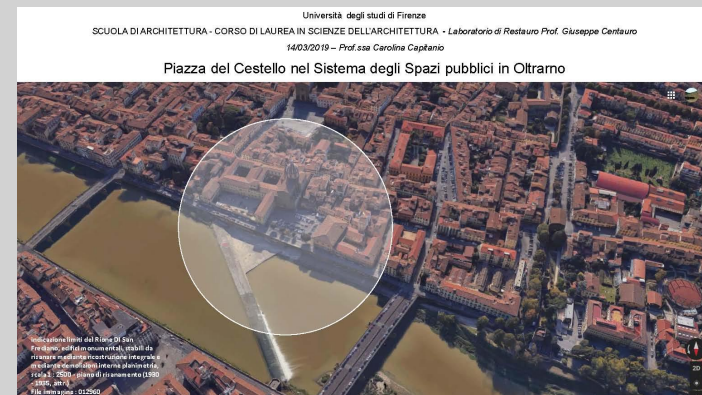 Università degli studi di Firenze
SCUOLA DI ARCHITETTURA - CORSO DI LAUREA IN SCIENZE DELL'ARCHITETTURA - Laboratorio di Restauro Prof. Giuseppe Centauro
14/03/2019 – Prof.ssa Carolina Capitanio
Piazza del Cestello nel Sistema degli Spazi pubblici in Oltrarno
Indicazione limiti del Rione Di San
Frediano, edifici monumentali, stabili da
risanare mediante ricostruzione integrale e
mediante demolizioni interne planimetria,
scala 1 : 2500 - piano di risanamento (1930
- 1935, attr.)
File immagine : 012960
2D